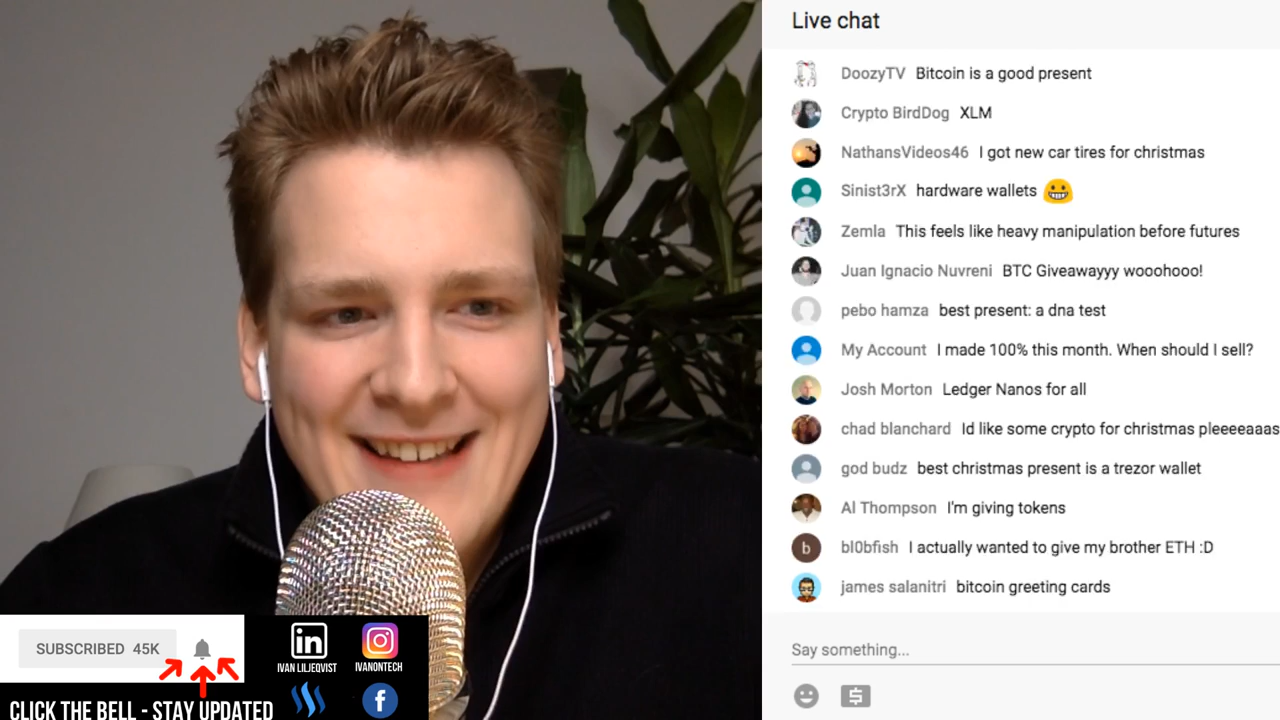 Live chat
DoozyTV Bitcoin is a good present
Crypto BirdDog XLM
NathansVideos46 I got new car tires for christmas
Sinist3rX hardware wallets 😀
Zemla This feels like heavy manipulation before futures
Juan Ignacio Nuvreni BTC Giveawayyy wooohooo!
pebo hamza best present: a dna test
My Account I made 100% this month. When should I sell?
Josh Morton Ledger Nanos for all
chad blanchard Id like some crypto for christmas pleeeeaaas
god budz best christmas present is a trezor wallet
Al Thompson I'm giving tokens
b
bl0bfish I actually wanted to give my brother ETH :D
james salanitri bitcoin greeting cards
Say something...
$
SUBSCRIBED 45K
CLICK THE BELL - STAY UPDATED
in
IVAN LILJEQVIST
IVANONTECH
f